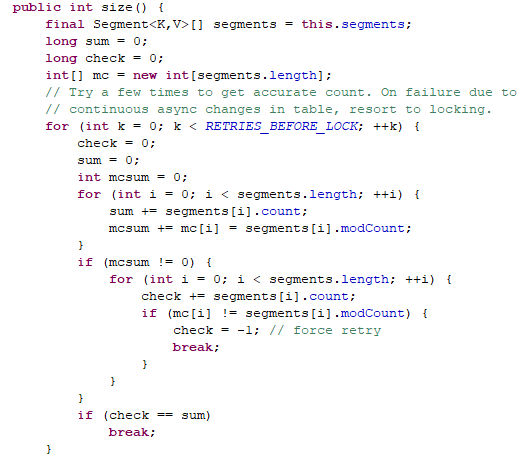 public int size() {
    final Segment<K,V>[] segments = this.segments;
    long sum = 0;
    long check = 0;
    int[] mc = new int[segments.length];
    // Try a few times to get accurate count. On failure due to
    // continuous async changes in table, resort to locking.
    for (int k = 0; k < RETRIES_BEFORE_LOCK; ++k) {
        check = 0;
        sum = 0;
        int mcsum = 0;
        for (int i = 0; i < segments.length; ++i) {
            sum += segments[i].count;
            mcsum += mc[i] = segments[i].modCount;
        }
        if (mcsum != 0) {
            for (int i = 0; i < segments.length; ++i) {
                check += segments[i].count;
                if (mc[i] != segments[i].modCount) {
                    check = -1; // force retry
                    break;
                }
            }
        }
        if (check == sum)
            break;
    }